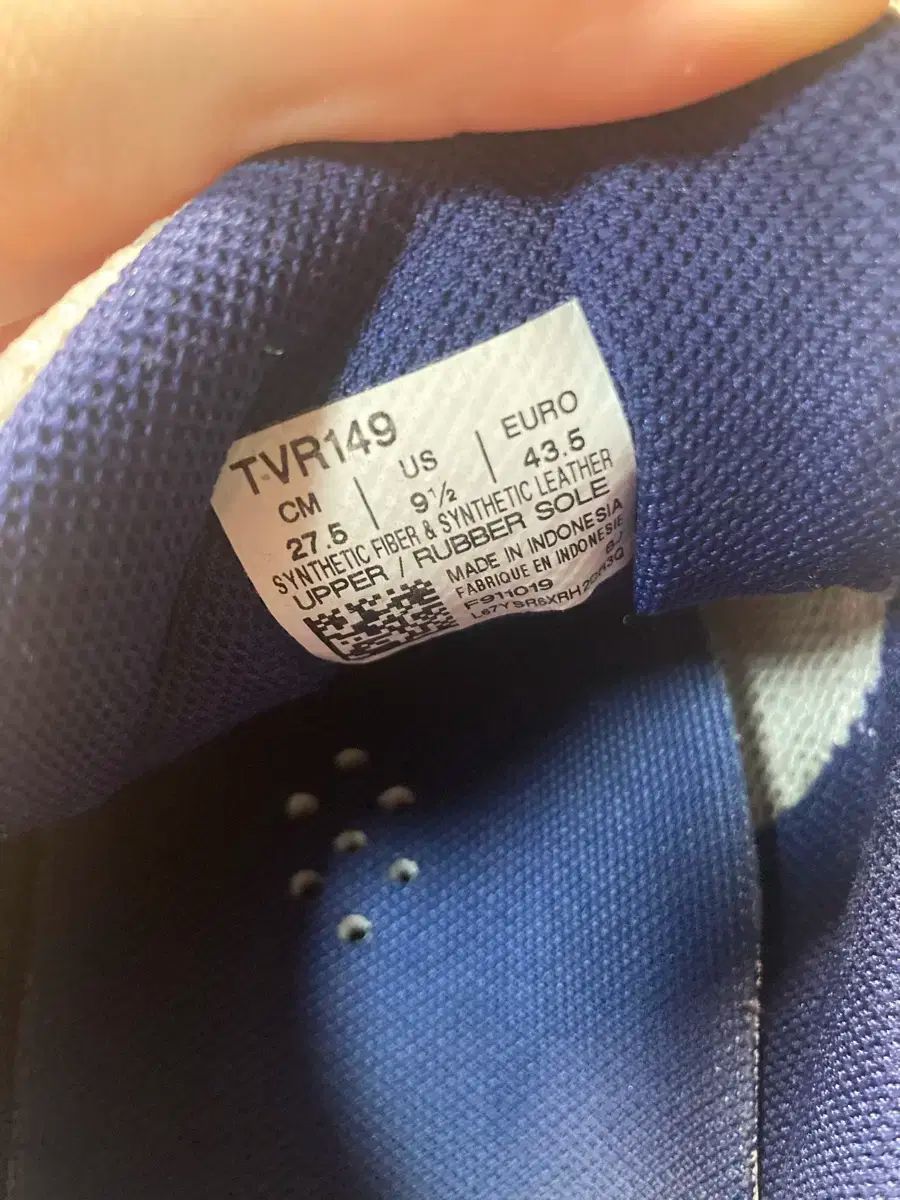 TVR149
CM | US | EURO
27.5 | 9½ | 43.5
SYNTHETIC FIBER & SYNTHETIC LEATHER
UPPER / RUBBER SOLE
MADE IN INDONESIA
FABRIQUE EN INDONESIE
F911019